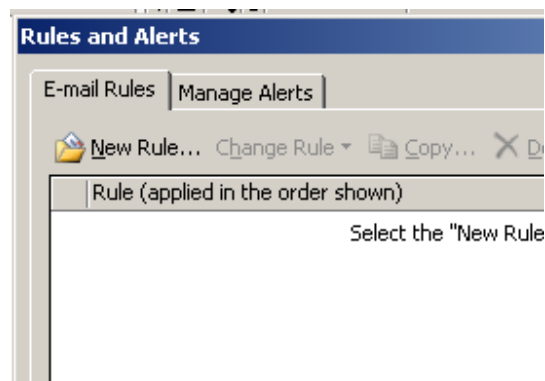 Rules and Alerts
E-mail Rules Manage Alerts
New Rule... Change Rule Copy...
Rule (applied in the order shown)
Select the "New Rule